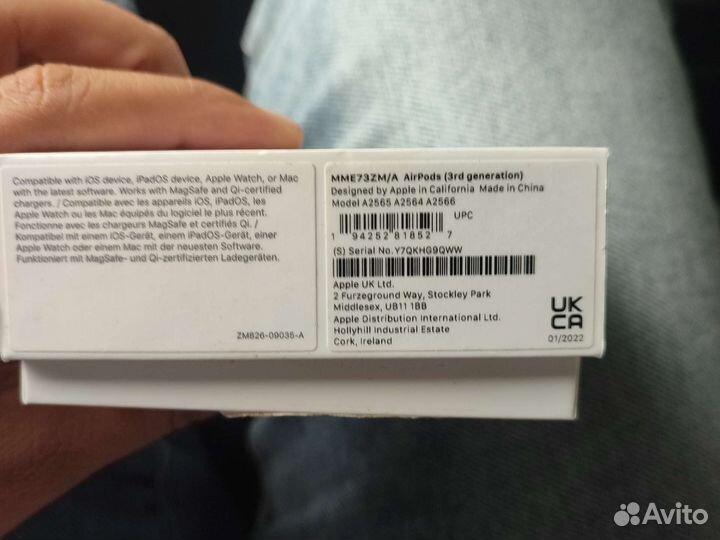 Compatible with iOS device, iPadOS device, Apple Watch, or Mac
with the latest software. Works with MagSafe and Qi-certified
chargers. / Compatible avec les appareils iOS, iPadOS, les
Apple Watch ou les Mac équipés du logiciel le plus récent.
Fonctionne avec les chargeurs MagSafe et certifiés Qi. /
Kompatibel mit einem iOS-Gerät, einem iPadOS-Gerät, einer
Apple Watch oder einem Mac mit der neuesten Software.
Funktioniert mit MagSafe- und Qi-zertifizierten Ladegeräten.
ZM826-09035-A
MME73ZM/A AirPods (3rd generation)
Designed by Apple in California Made in China
Model A2565 A2564 A2566
UPC
1 94252 81852 7
(S) Serial No. Y7QKHG9QWW
Apple UK Ltd.
2 Furzeground Way, Stockley Park
Middlesex, UB11 1BB
Apple Distribution International Ltd.
Hollyhill Industrial Estate
Cork, Ireland
UK
CA
01/2022
Avito